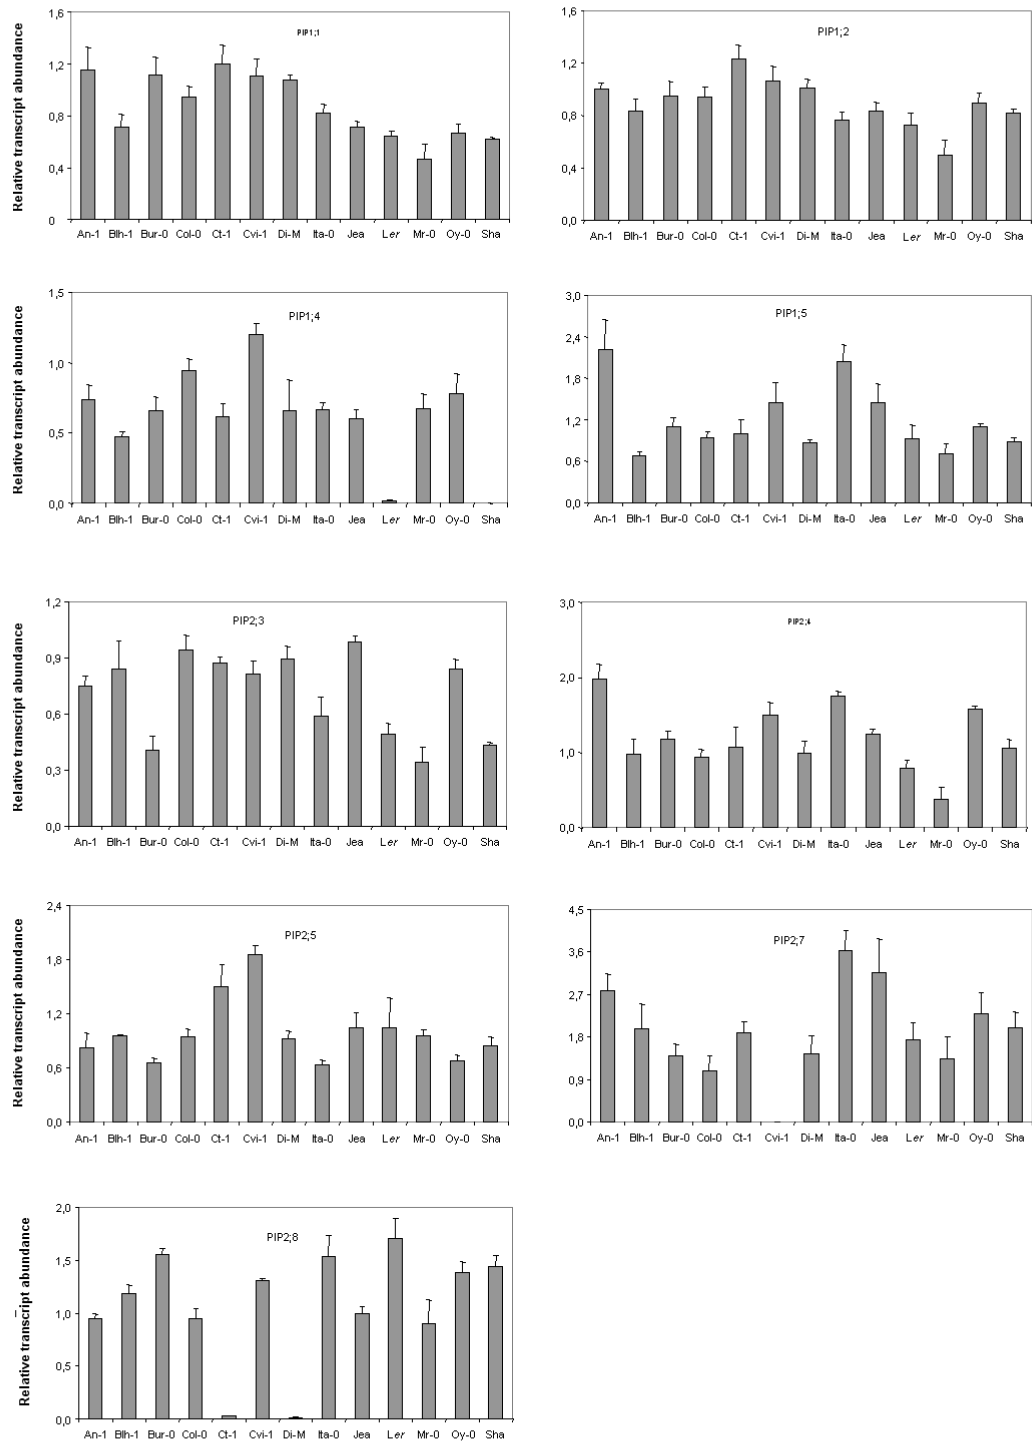 PIP1;1
Relative transcript abundance
1,6
1,2
0,8
0,4
0
An-1 Blh-1 Bur-0 Col-0 Ct-1 Cvi-1 Di-M Ita-0 Jea Ler Mr-0 Oy-0 Sha
PIP1;2
1,6
1,2
0,8
0,4
0,0
An-1 Blh-1 Bur-0 Col-0 Ct-1 Cvi-1 Di-M Ita-0 Jea Ler Mr-0 Oy-0 Sha
PIP1;4
Relative transcript abundance
1,5
1,0
0,5
0,0
An-1 Blh-1 Bur-0 Col-0 Ct-1 Cvi-1 Di-M Ita-0 Jea Ler Mr-0 Oy-0 Sha
PIP1;5
3,0
2,4
1,8
1,2
0,6
0,0
An-1 Blh-1 Bur-0 Col-0 Ct-1 Cvi-1 Di-M Ita-0 Jea Ler Mr-0 Oy-0 Sha
PIP2;3
Relative transcript abundance
1,2
0,9
0,6
0,3
0,0
An-1 Blh-1 Bur-0 Col-0 Ct-1 Cvi-1 Di-M Ita-0 Jea Ler Mr-0 Oy-0 Sha
PIP2;4
3,0
2,0
1,0
0,0
An-1 Blh-1 Bur-0 Col-0 Ct-1 Cvi-1 Di-M Ita-0 Jea Ler Mr-0 Oy-0 Sha
PIP2;5
Relative transcript abundance
2,4
1,8
1,2
0,6
0,0
An-1 Blh-1 Bur-0 Col-0 Ct-1 Cvi-1 Di-M Ita-0 Jea Ler Mr-0 Oy-0 Sha
PIP2;7
4,5
3,6
2,7
1,8
0,9
0,0
An-1 Blh-1 Bur-0 Col-0 Ct-1 Cvi-1 Di-M Ita-0 Jea Ler Mr-0 Oy-0 Sha
PIP2;8
Relative transcript abundance
2,0
1,5
1,0
0,5
0,0
An-1 Blh-1 Bur-0 Col-0 Ct-1 Cvi-1 Di-M Ita-0 Jea Ler Mr-0 Oy-0 Sha